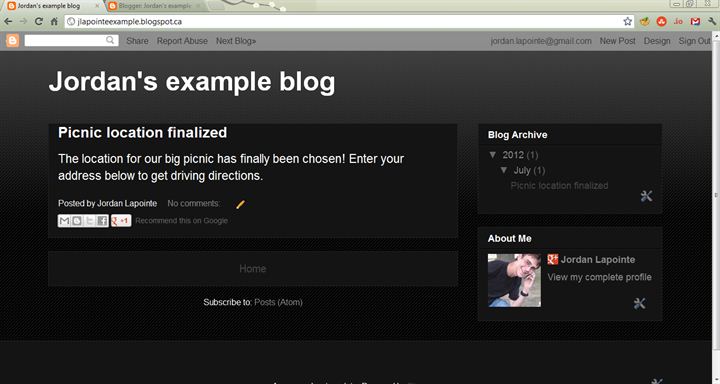 Jordan's example blog
Blogger: Jordan's example
jlapointeexample.blogspot.ca
.io
Share Report Abuse Next Blog»
jordan.lapointe@gmail.com New Post Design Sign Out
Jordan's example blog
Picnic location finalized
The location for our big picnic has finally been chosen! Enter your
address below to get driving directions.
Posted by Jordan Lapointe No comments:
+1 Recommend this on Google
Home
Subscribe to: Posts (Atom)
Blog Archive
▼ 2012 (1)
▼ July (1)
Picnic location finalized
About Me
Jordan Lapointe
View my complete profile